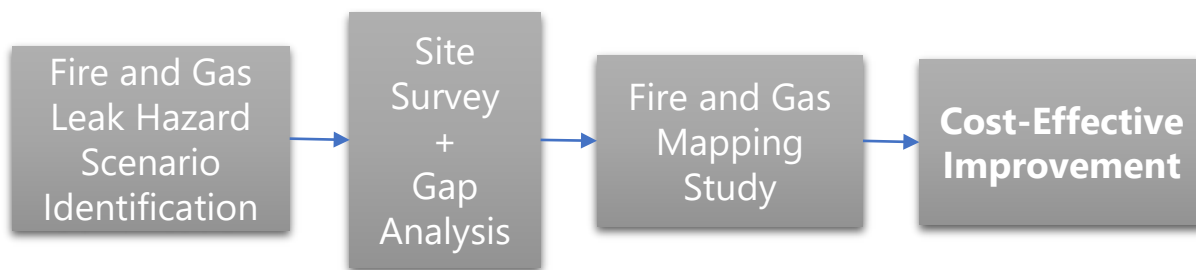 Fire and Gas
Leak Hazard
Scenario
Identification
Site
Survey
+
Gap
Analysis
Fire and Gas
Mapping
Study
Cost-Effective
Improvement